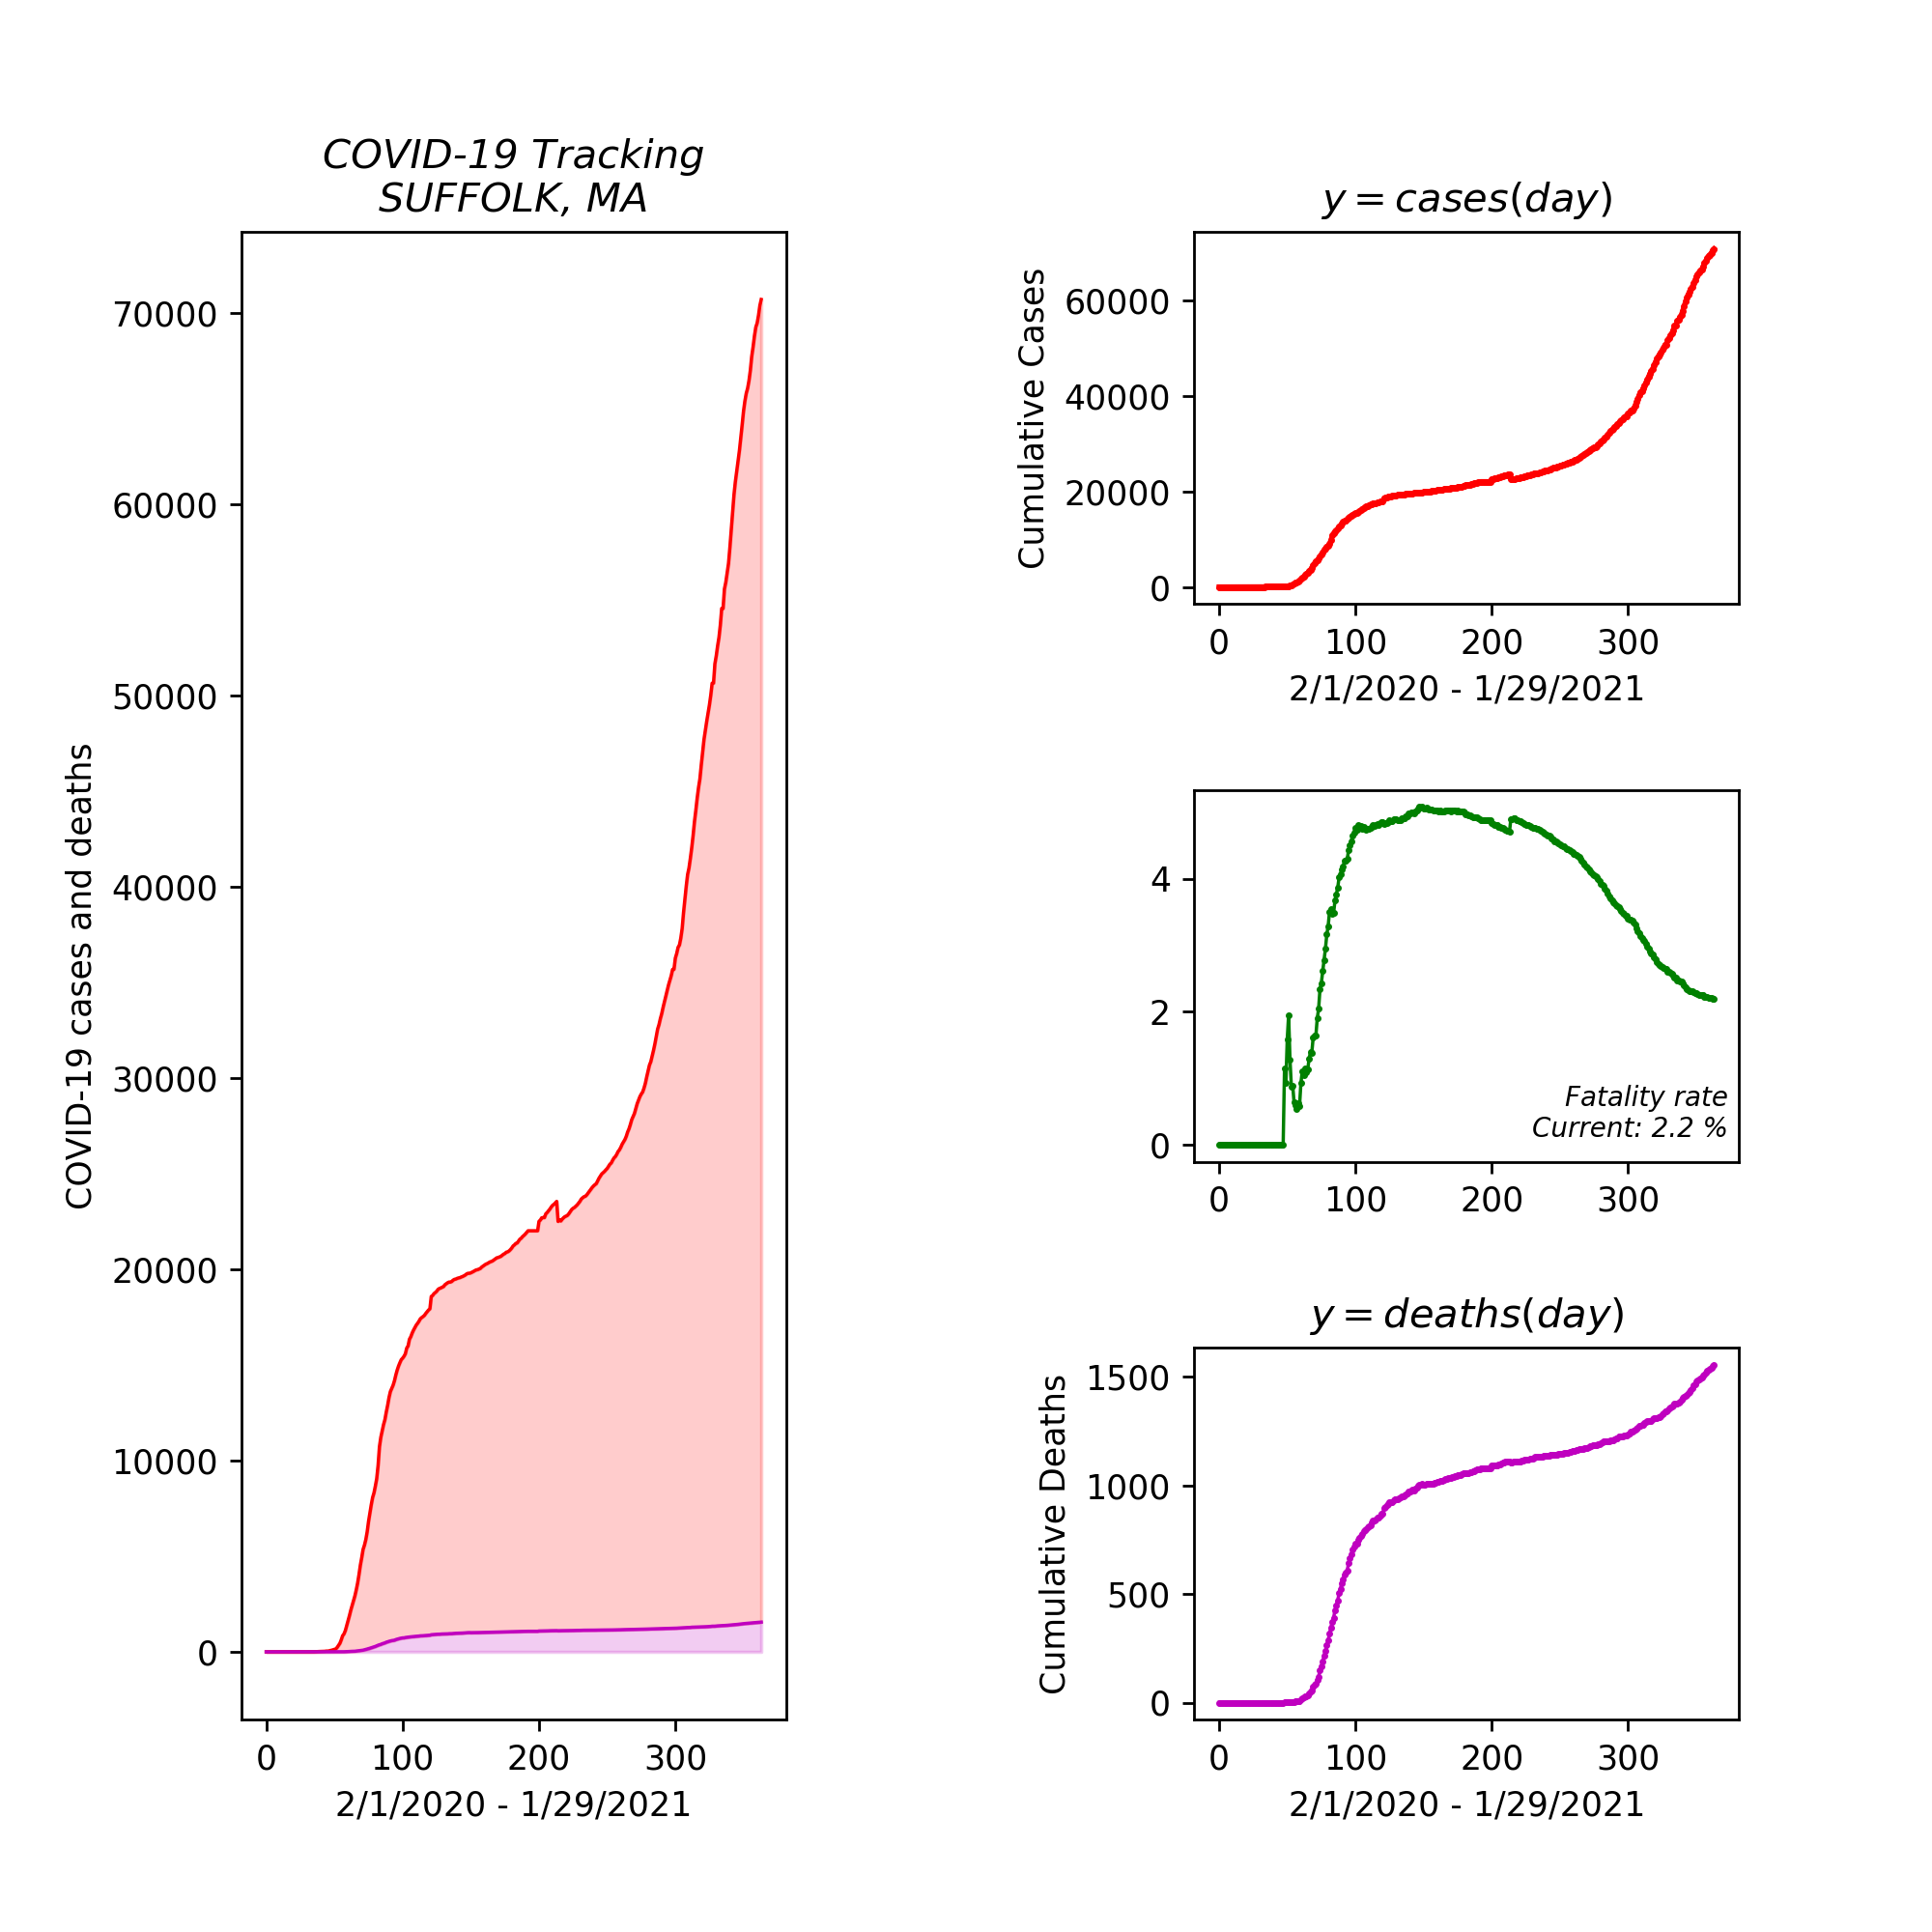 COVID-19 Tracking
SUFFOLK, MA
COVID-19 cases and deaths
70000
60000
50000
40000
30000
20000
10000
0
0 100 200 300
2/1/2020 - 1/29/2021
y = cases(day)
Cumulative Cases
60000
40000
20000
0
0 100 200 300
2/1/2020 - 1/29/2021
4
2
0
Fatality rate
Current: 2.2 %
0 100 200 300
y = deaths(day)
Cumulative Deaths
1500
1000
500
0
0 100 200 300
2/1/2020 - 1/29/2021